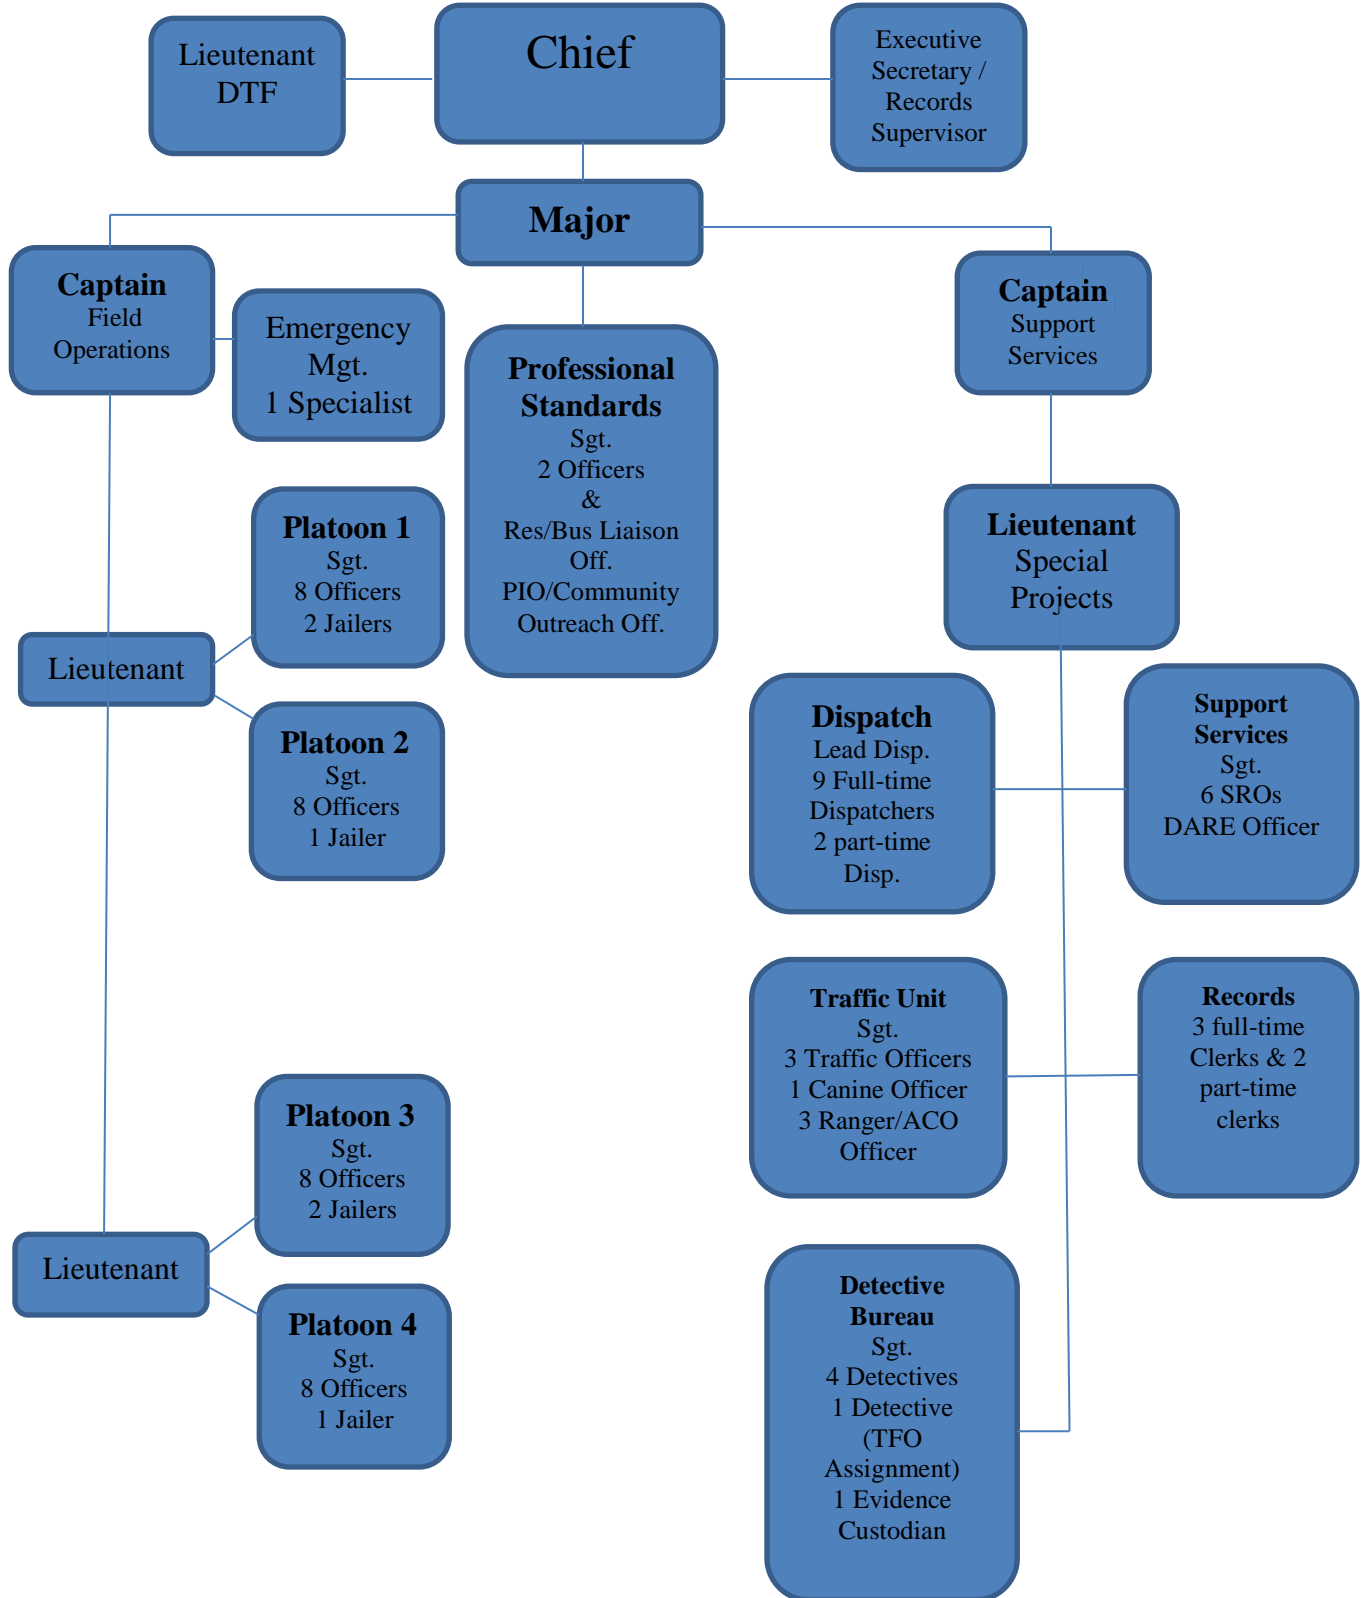 Lieutenant
DTF
Chief
Executive
Secretary /
Records
Supervisor
Major
Captain
Field
Operations
Emergency
Mgt.
1 Specialist
Professional
Standards
Sgt.
2 Officers
&
Res/Bus Liaison
Off.
PIO/Community
Outreach Off.
Captain
Support
Services
Platoon 1
Sgt.
8 Officers
2 Jailers
Lieutenant
Platoon 2
Sgt.
8 Officers
1 Jailer
Lieutenant
Special
Projects
Dispatch
Lead Disp.
9 Full-time
Dispatchers
2 part-time
Disp.
Support
Services
Sgt.
6 SROs
DARE Officer
Traffic Unit
Sgt.
3 Traffic Officers
1 Canine Officer
3 Ranger/ACO
Officer
Records
3 full-time
Clerks & 2
part-time
clerks
Platoon 3
Sgt.
8 Officers
2 Jailers
Lieutenant
Platoon 4
Sgt.
8 Officers
1 Jailer
Detective
Bureau
Sgt.
4 Detectives
1 Detective
(TFO
Assignment)
1 Evidence
Custodian